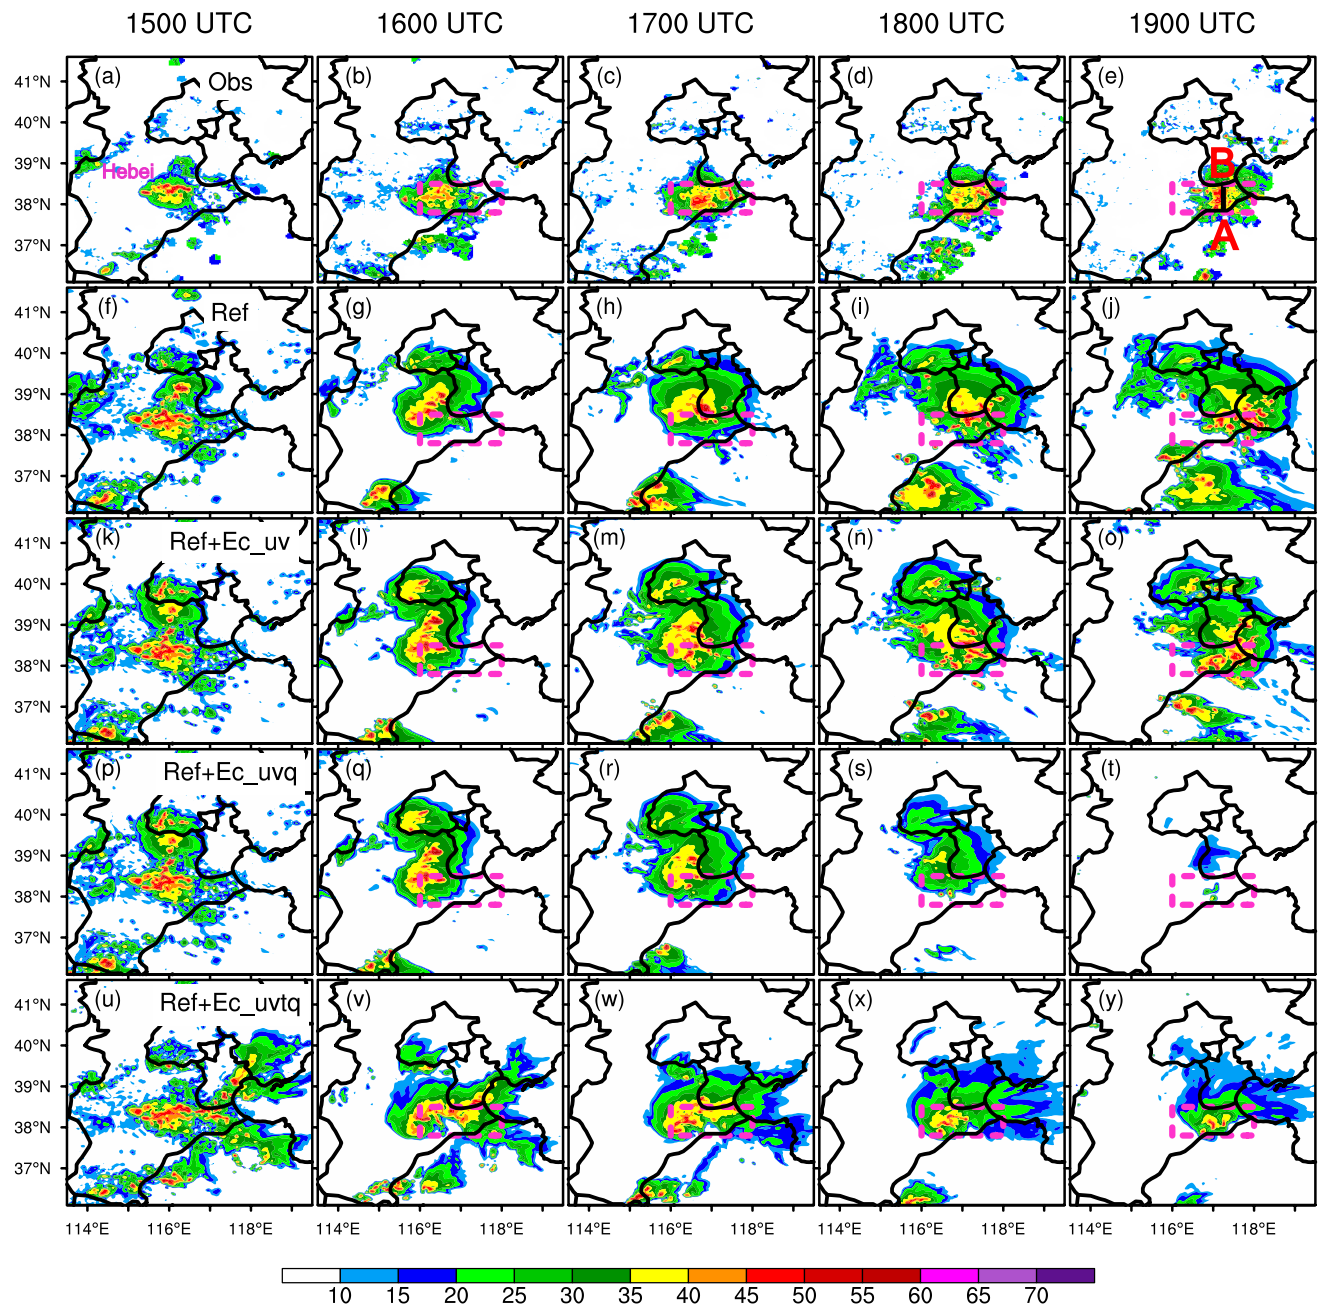 1500 UTC 1600 UTC 1700 UTC 1800 UTC 1900 UTC
(a) Obs (b) (c) (d) (e)
41°N
40°N
39°N
38°N
37°N
Hebei
B
A
(f) Ref (g) (h) (i) (j)
41°N
40°N
39°N
38°N
37°N
(k) Ref+Ec_uv (l) (m) (n) (o)
41°N
40°N
39°N
38°N
37°N
(p) Ref+Ec_uvq (q) (r) (s) (t)
41°N
40°N
39°N
38°N
37°N
(u) Ref+Ec_uvtq (v) (w) (x) (y)
41°N
40°N
39°N
38°N
37°N
114°E 116°E 118°E 114°E 116°E 118°E 114°E 116°E 118°E 114°E 116°E 118°E 114°E 116°E 118°E
10 15 20 25 30 35 40 45 50 55 60 65 70